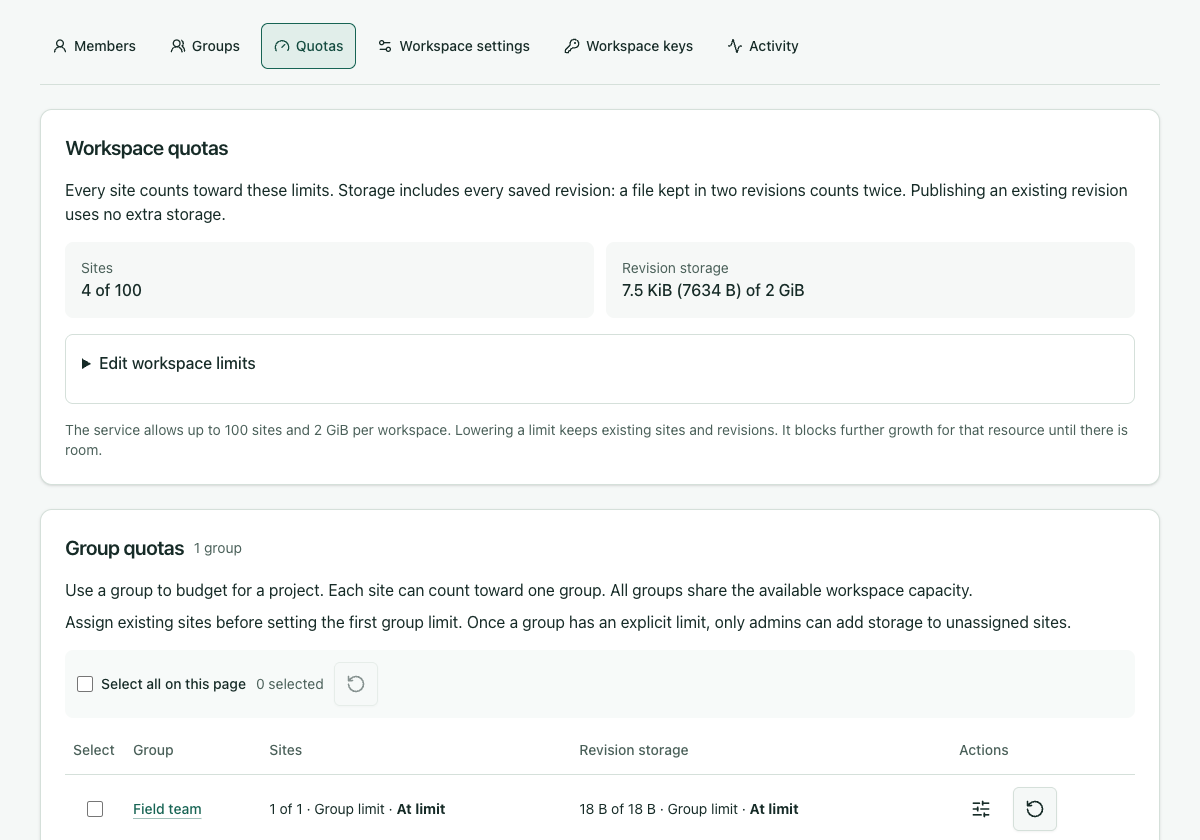 Members Groups Quotas Workspace settings Workspace keys Activity
Workspace quotas
Every site counts toward these limits. Storage includes every saved revision: a file kept in two revisions counts twice. Publishing an existing revision
uses no extra storage.
Sites
4 of 100
Revision storage
7.5 KiB (7634 B) of 2 GiB
Edit workspace limits
The service allows up to 100 sites and 2 GiB per workspace. Lowering a limit keeps existing sites and revisions. It blocks further growth for that resource until there is
room.
Group quotas 1 group
Use a group to budget for a project. Each site can count toward one group. All groups share the available workspace capacity.
Assign existing sites before setting the first group limit. Once a group has an explicit limit, only admins can add storage to unassigned sites.
Select all on this page 0 selected
Select Group Sites Revision storage Actions
Field team 1 of 1 · Group limit · At limit 18 B of 18 B · Group limit · At limit